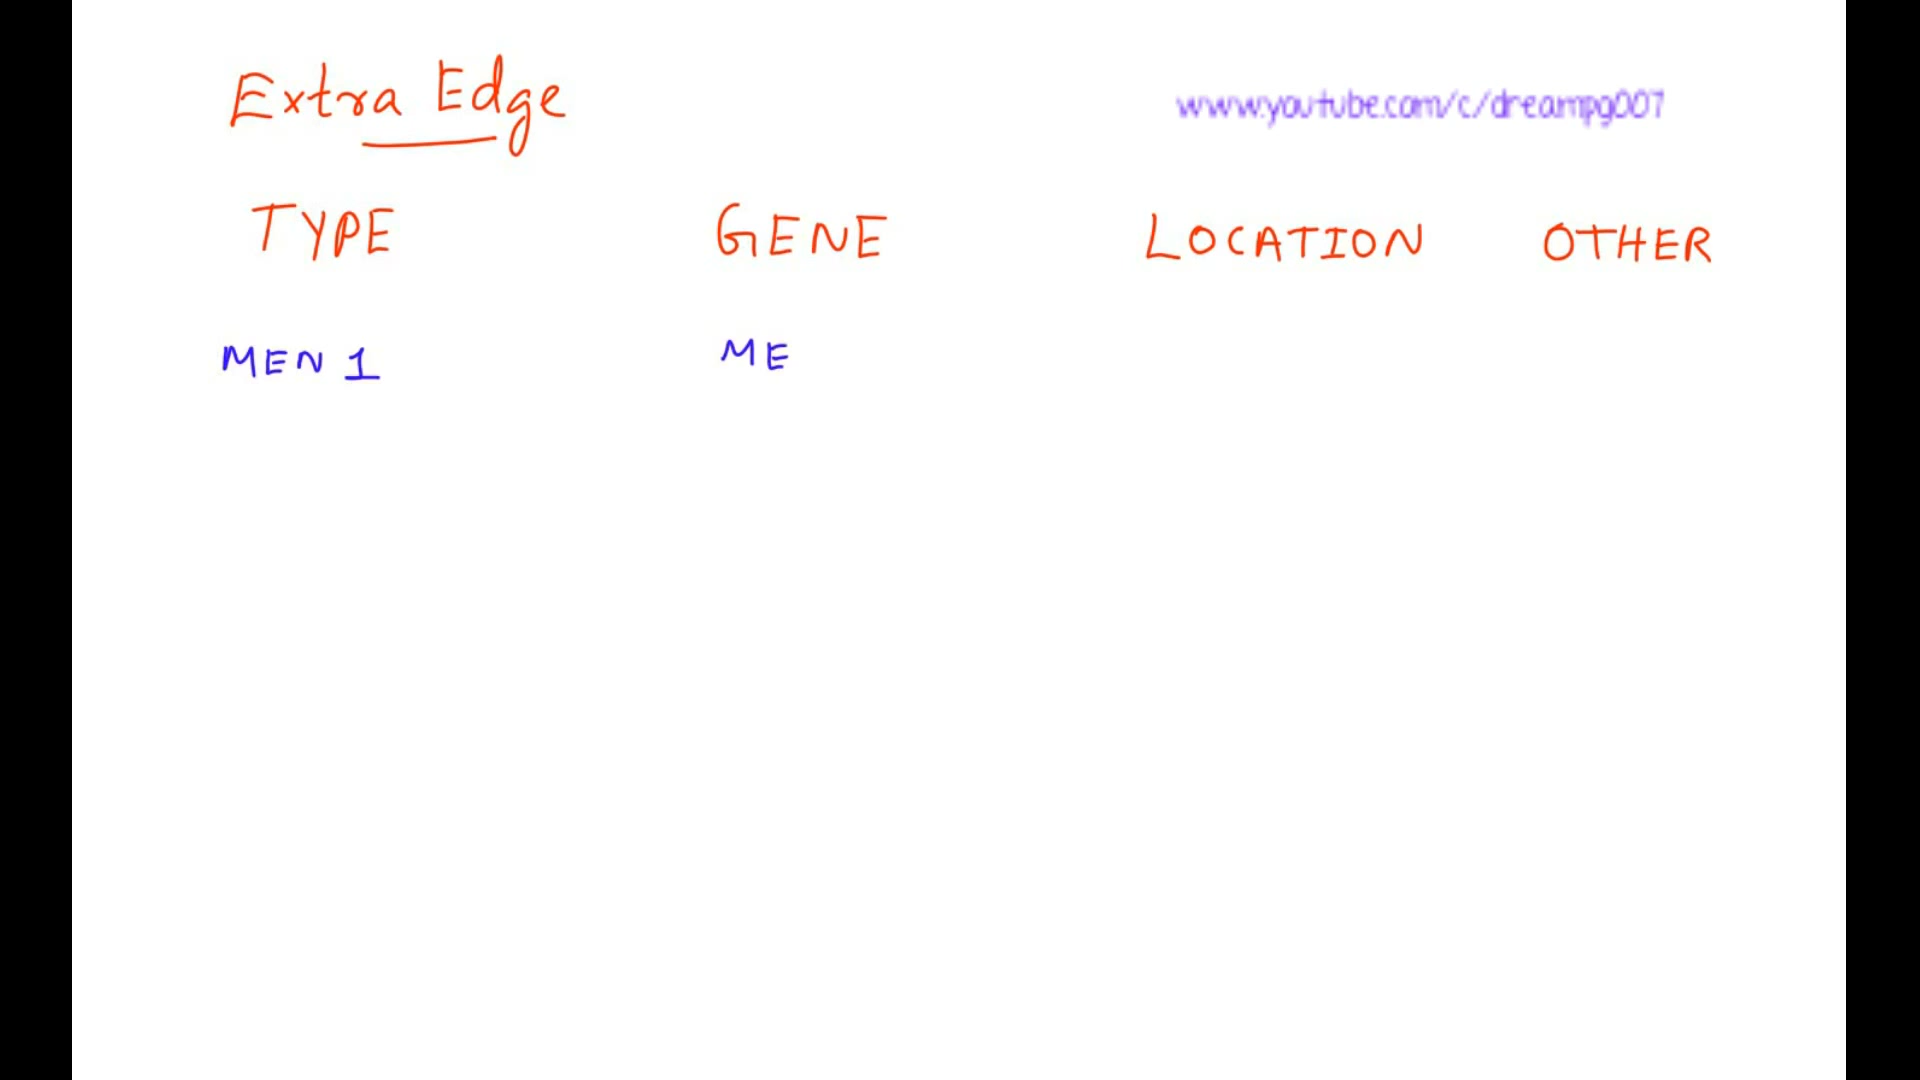 Extra Edge
www.youtube.com/c/dreampg007
TYPE GENE LOCATION OTHER
MEN 1 ME